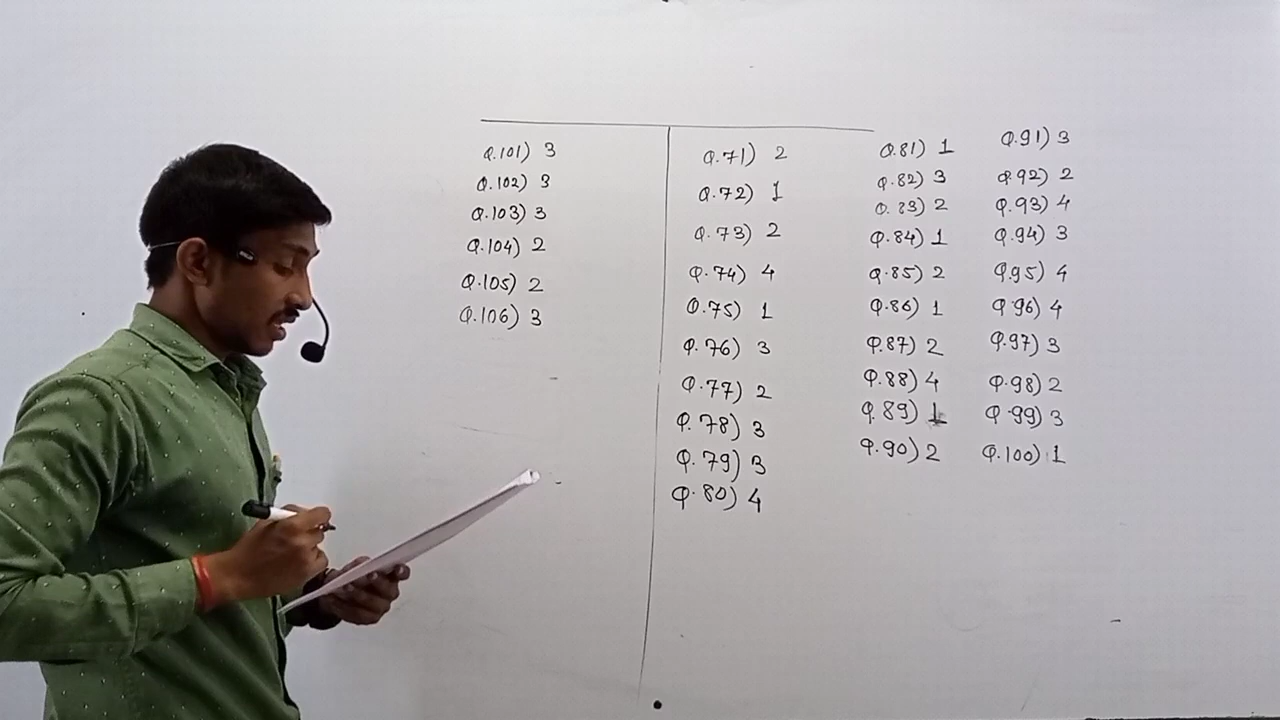 Q.101) 3
Q.102) 3
Q.103) 3
Q.104) 2
Q.105) 2
Q.106) 3
Q.71) 2
Q.72) 1
Q.73) 2
Q.74) 4
Q.75) 1
Q.76) 3
Q.77) 2
Q.78) 3
Q.79) 3
Q.80) 4
Q.81) 1
Q.82) 3
Q.83) 2
Q.84) 1
Q.85) 2
Q.86) 1
Q.87) 2
Q.88) 4
Q.89) 1
Q.90) 2
Q.91) 3
Q.92) 2
Q.93) 4
Q.94) 3
Q.95) 4
Q.96) 4
Q.97) 3
Q.98) 2
Q.99) 3
Q.100) 1